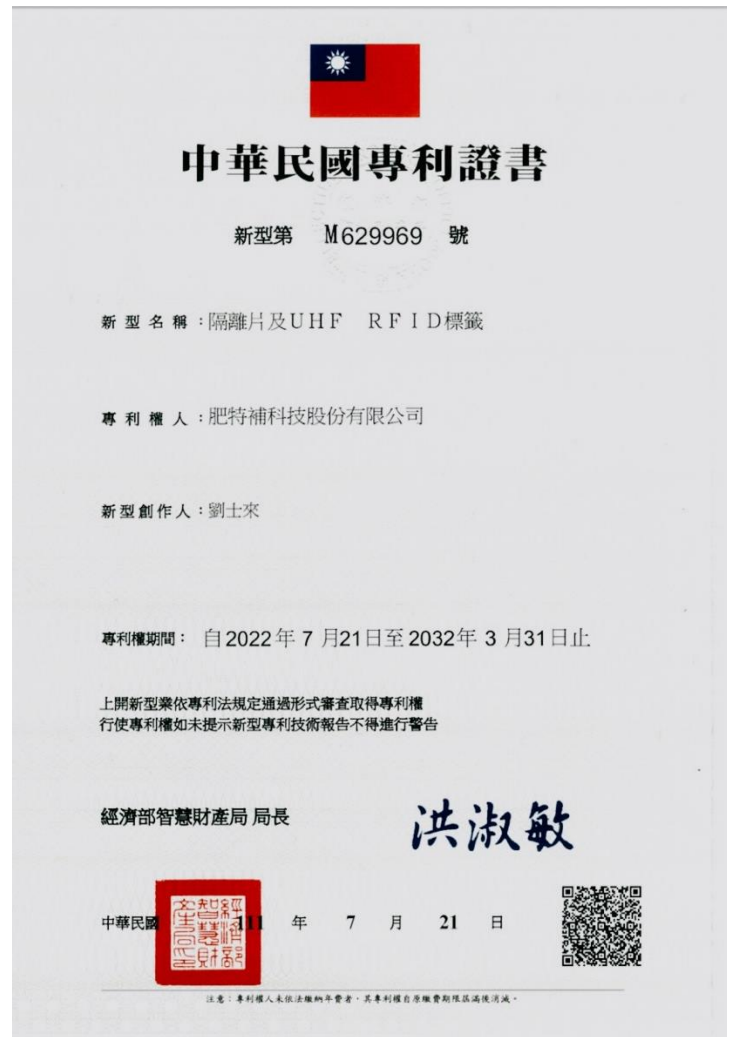 中華民國專利證書
新型第 M629969 號
新型名稱：隔離片及UHF RFID標籤
專利權人：肥特補科技股份有限公司
新型創作人：劉士來
專利權期間： 自2022年 7 月21日至2032年 3 月31日止
上開新型業依專利法規定通過形式審查取得專利權
行使專利權如未提示新型專利技術報告不得進行警告
經濟部智慧財產局 局長
洪淑敏
中華民國 111 年 7 月 21 日
經濟部智慧財產局印
注意：專利權人未依法繳納年費者，其專利權自原繳費期限屆滿後消滅。